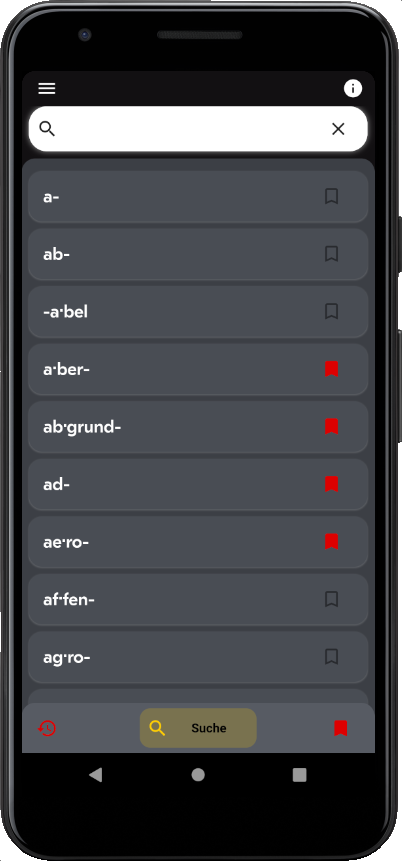 a-
ab-
-a·bel
a·ber-
ab·grund-
ad-
ae·ro-
af·fen-
ag·ro-
Suche